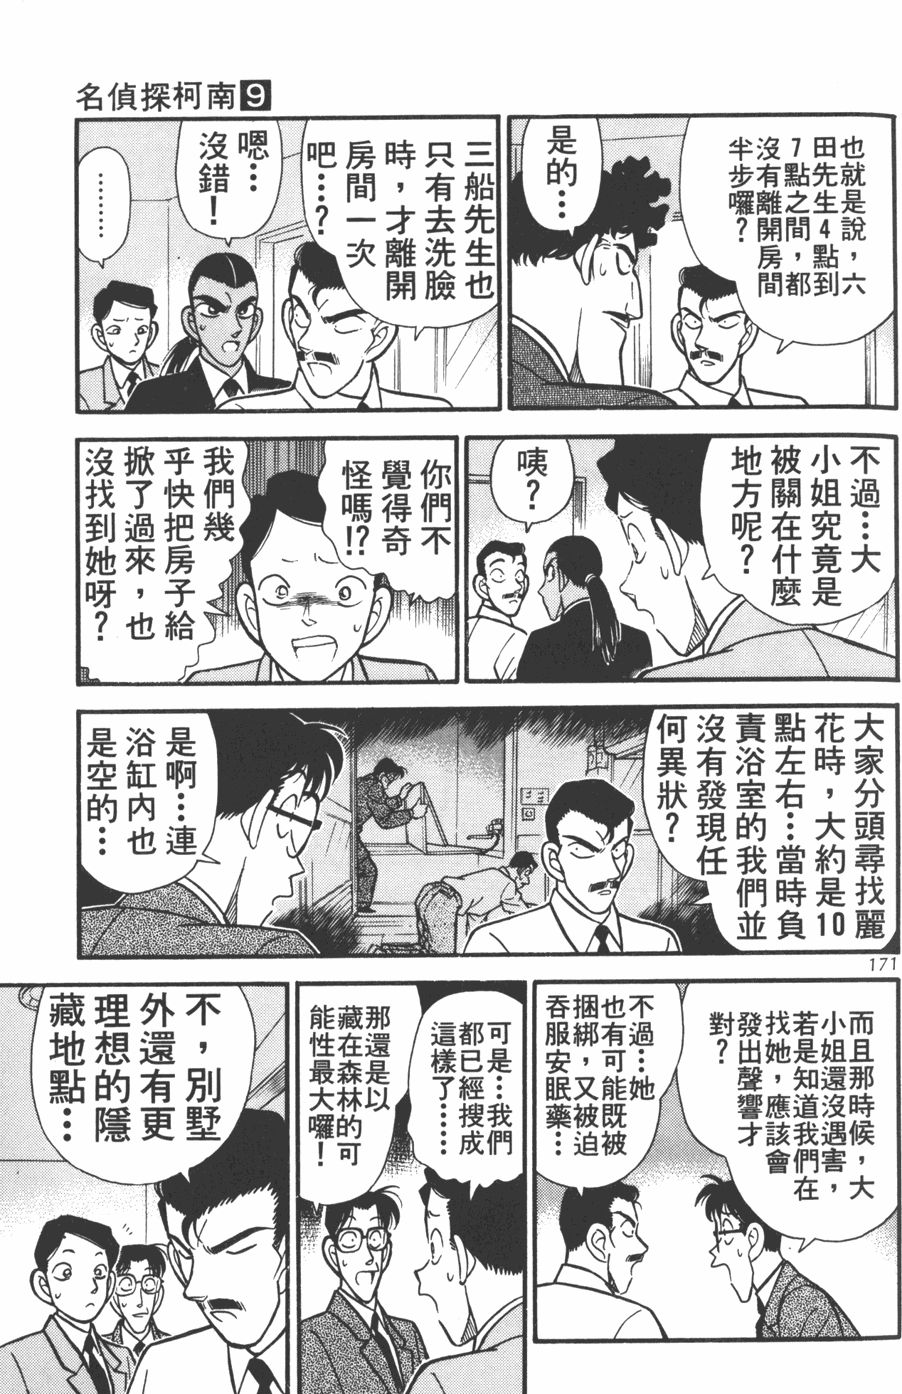 名偵探柯南9
也就是說，六
田先生4點到
7點之間，都
沒有離開房間
半步囉？
是的…
三船先生也
只有去洗臉
時，才離開
房間一次
吧…？
嗯…
沒錯！
………
不過…大
小姐究竟是
被關在什麼
地方呢？
咦？
你們不
覺得奇
怪嗎!?
我們幾
乎快把房子給
掀了過來，也
沒找到她呀？
大家分頭尋找麗
花時，大約是10
點左右…當時負
責浴室的我們並
沒有發現任
何異狀？
是啊…連
浴缸內也
是空的…
171
而且那時候，大
小姐還沒遇害，
若是知道我們在
找她，應該會
發出聲響才
對？
不過…她
也有可能既被
捆綁，又被迫
吞服安眠藥…
可是…我們
都已經搜成
這樣了……
那還是以
藏在森林的可
能性最大囉！
不，別墅
外還有更
理想的隱
藏地點…